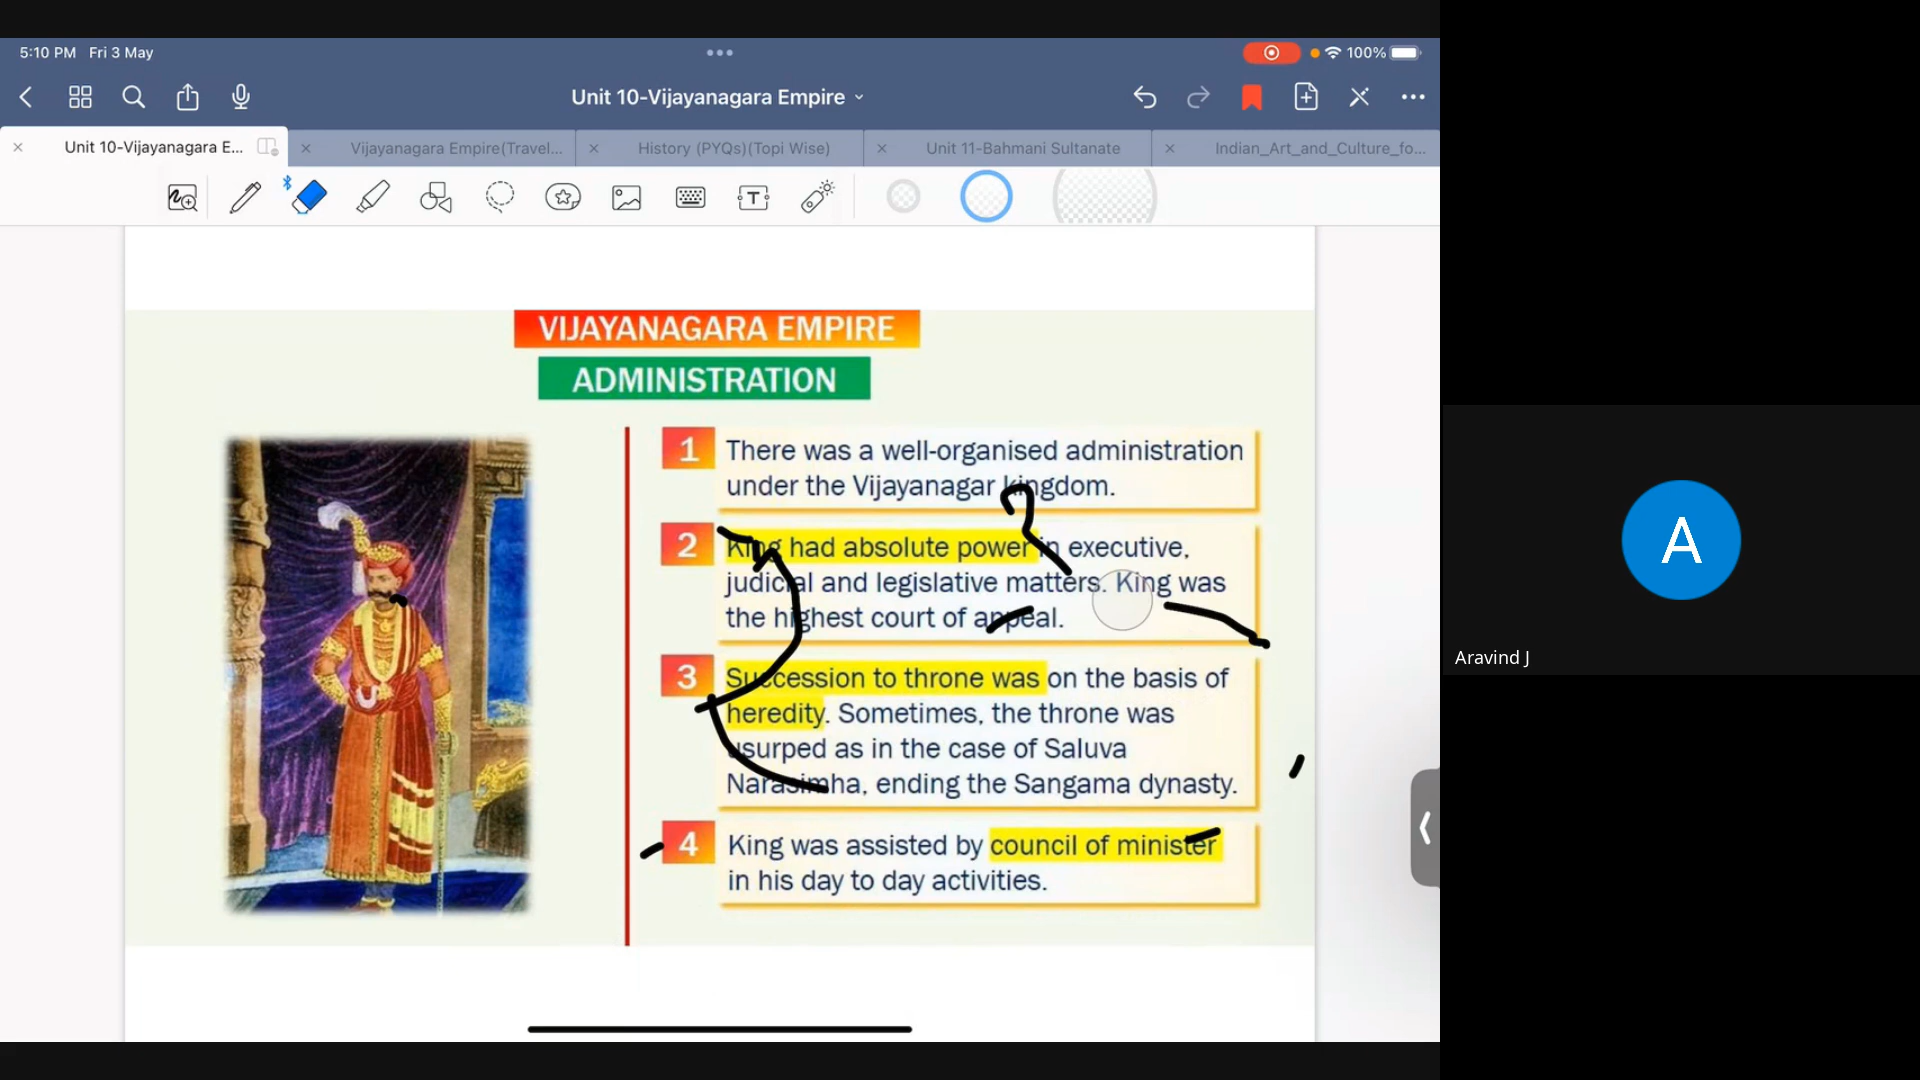 5:10 PM Fri 3 May
100%
Unit 10-Vijayanagara Empire
Unit 10-Vijayanagara E...
Vijayanagara Empire(Travel...
History (PYQs)(Topi Wise)
Unit 11-Bahmani Sultanate
Indian_Art_and_Culture_fo...
VIJAYANAGARA EMPIRE
ADMINISTRATION
1 There was a well-organised administration
under the Vijayanagar kingdom.
2 King had absolute power in executive,
judicial and legislative matters. King was
the highest court of appeal.
3 Succession to throne was on the basis of
heredity. Sometimes, the throne was
usurped as in the case of Saluva
Narasimha, ending the Sangama dynasty.
4 King was assisted by council of minister
in his day to day activities.
A
Aravind J